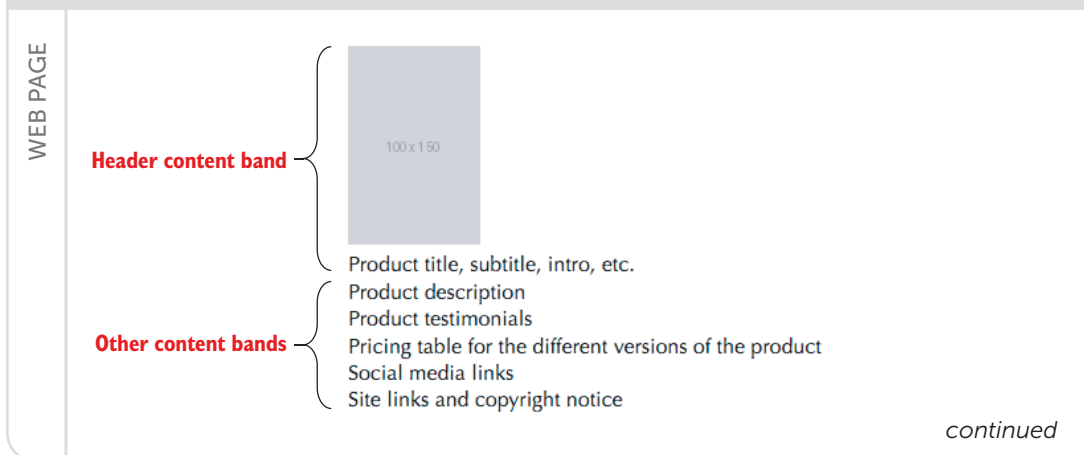 WEB PAGE
Header content band
100 x 150
Product title, subtitle, intro, etc.
Other content bands
Product description
Product testimonials
Pricing table for the different versions of the product
Social media links
Site links and copyright notice
continued